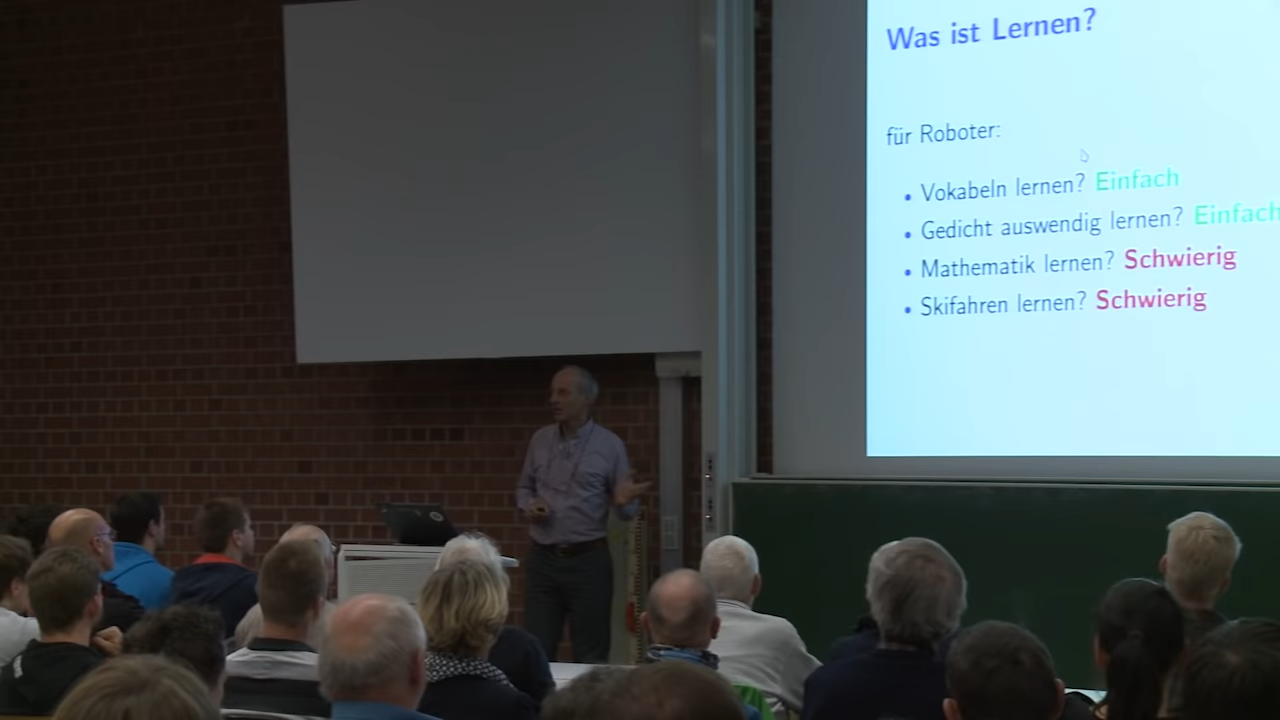 Was ist Lernen?
für Roboter:
• Vokabeln lernen? Einfach
• Gedicht auswendig lernen? Einfach
• Mathematik lernen? Schwierig
• Skifahren lernen? Schwierig